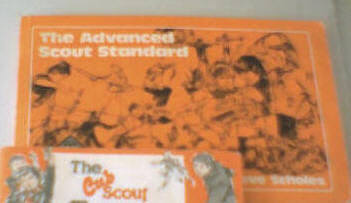 The Advanced
Scout Standard
Scholes
The
Cub
Scout